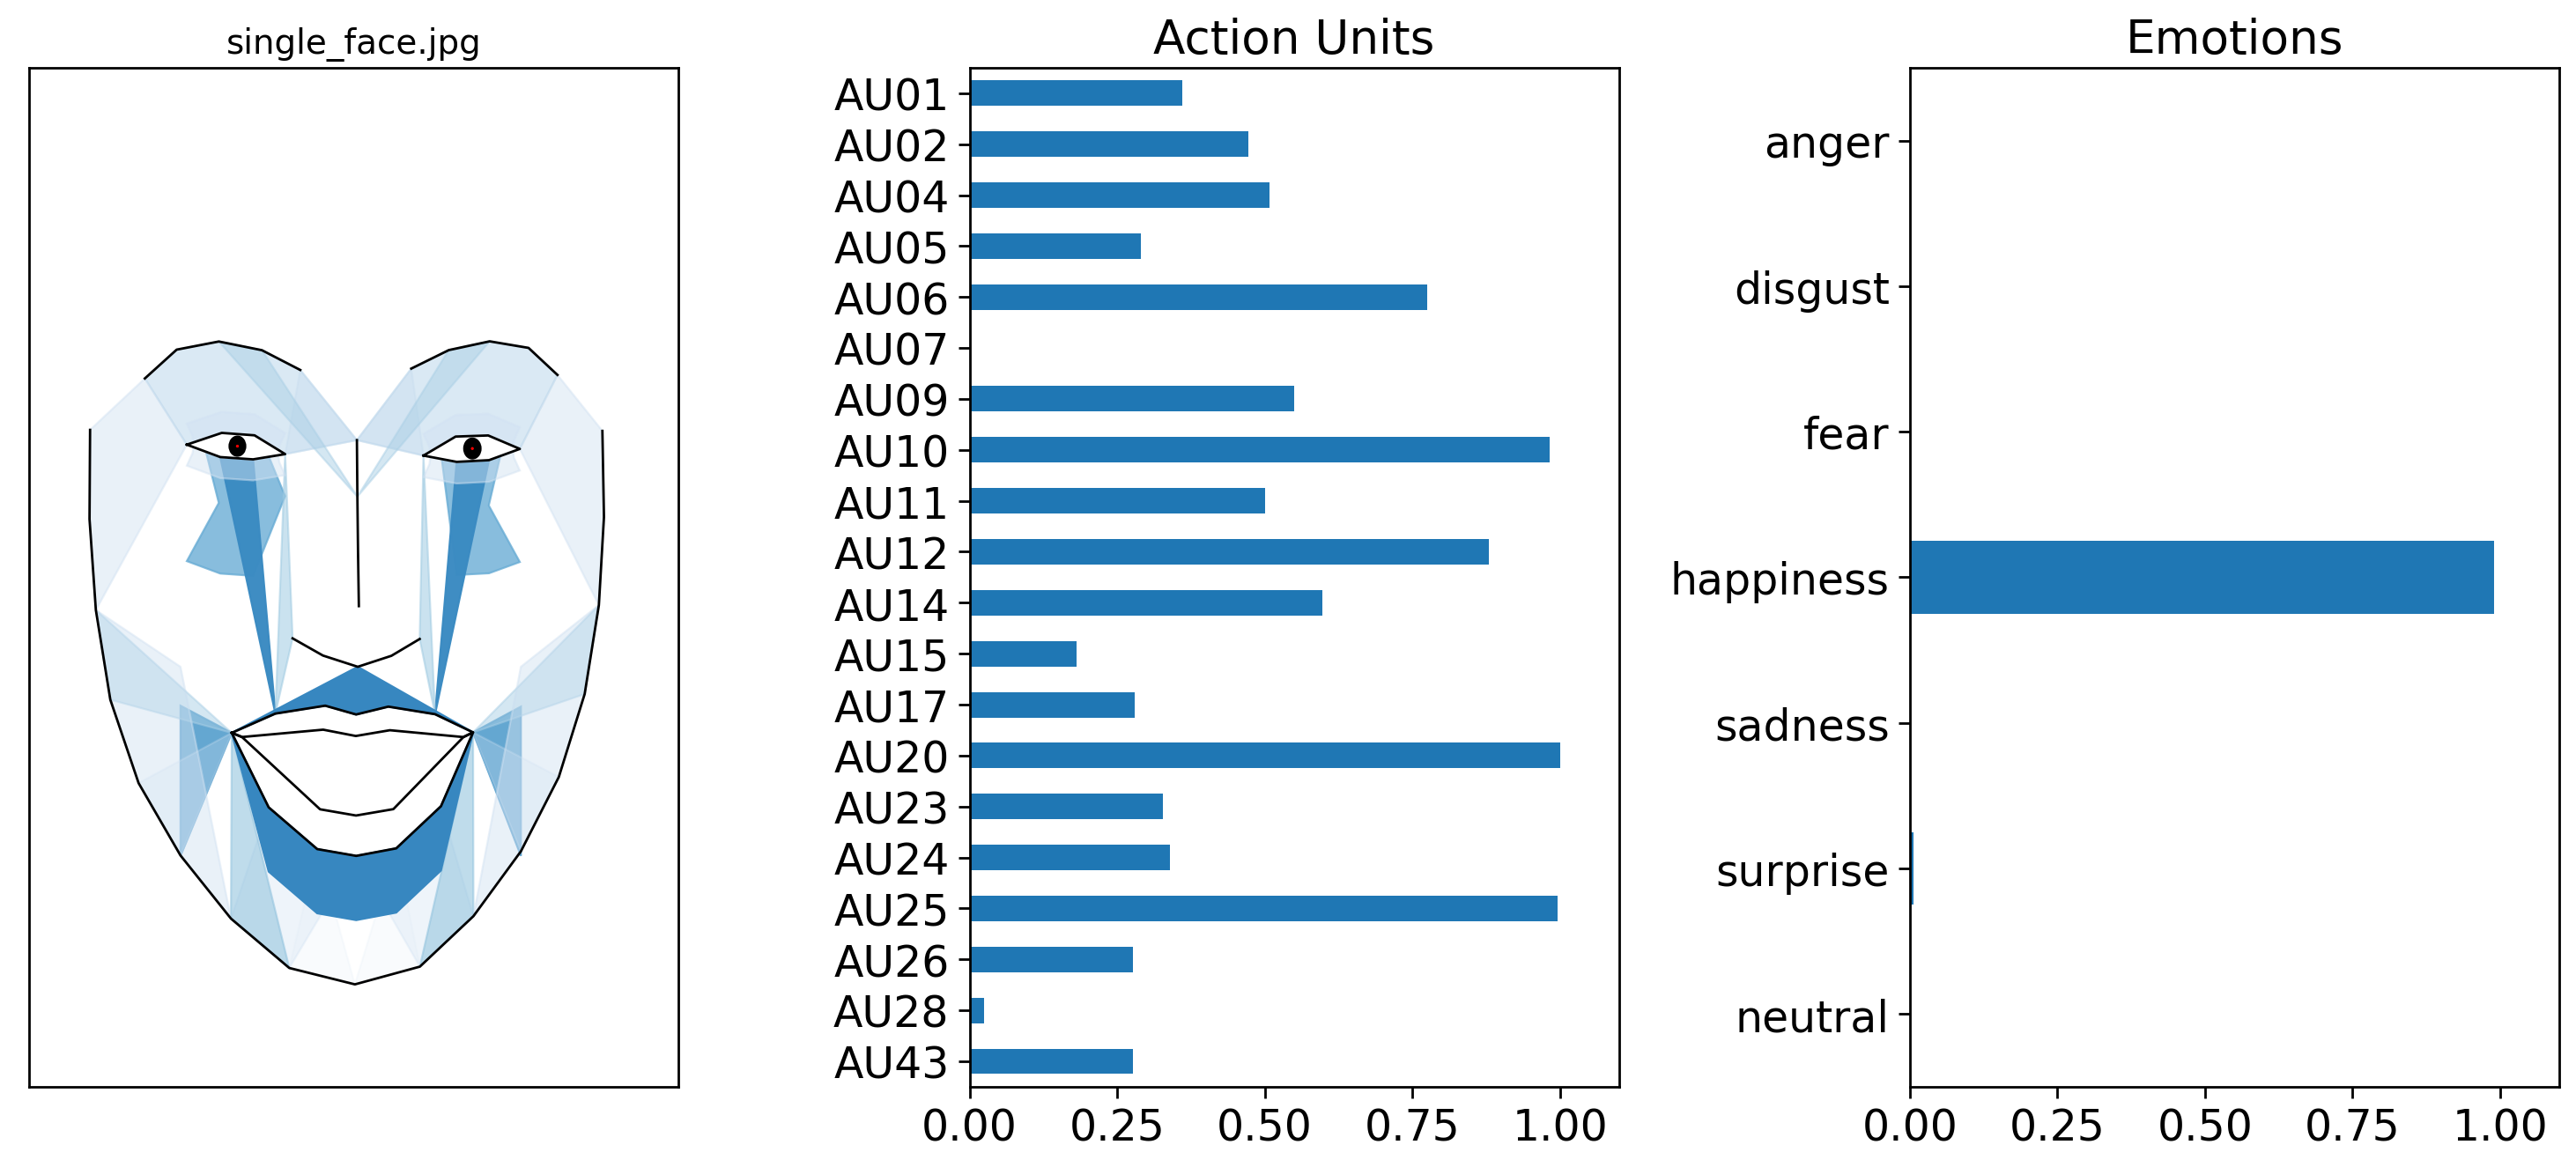 single_face.jpg
Action Units
AU01
AU02
AU04
AU05
AU06
AU07
AU09
AU10
AU11
AU12
AU14
AU15
AU17
AU20
AU23
AU24
AU25
AU26
AU28
AU43
0.00 0.25 0.50 0.75 1.00
Emotions
anger
disgust
fear
happiness
sadness
surprise
neutral
0.00 0.25 0.50 0.75 1.00